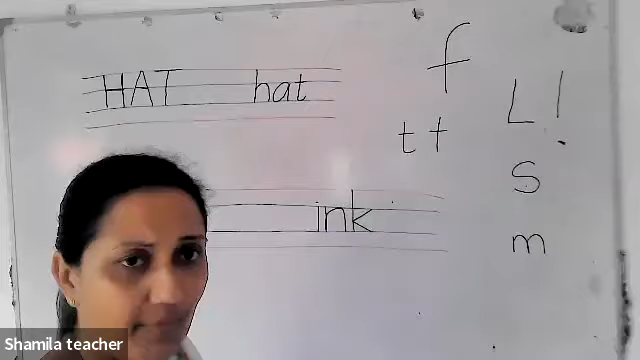 HAT hat
f
t t
L !
S
m
ink
Shamila teacher